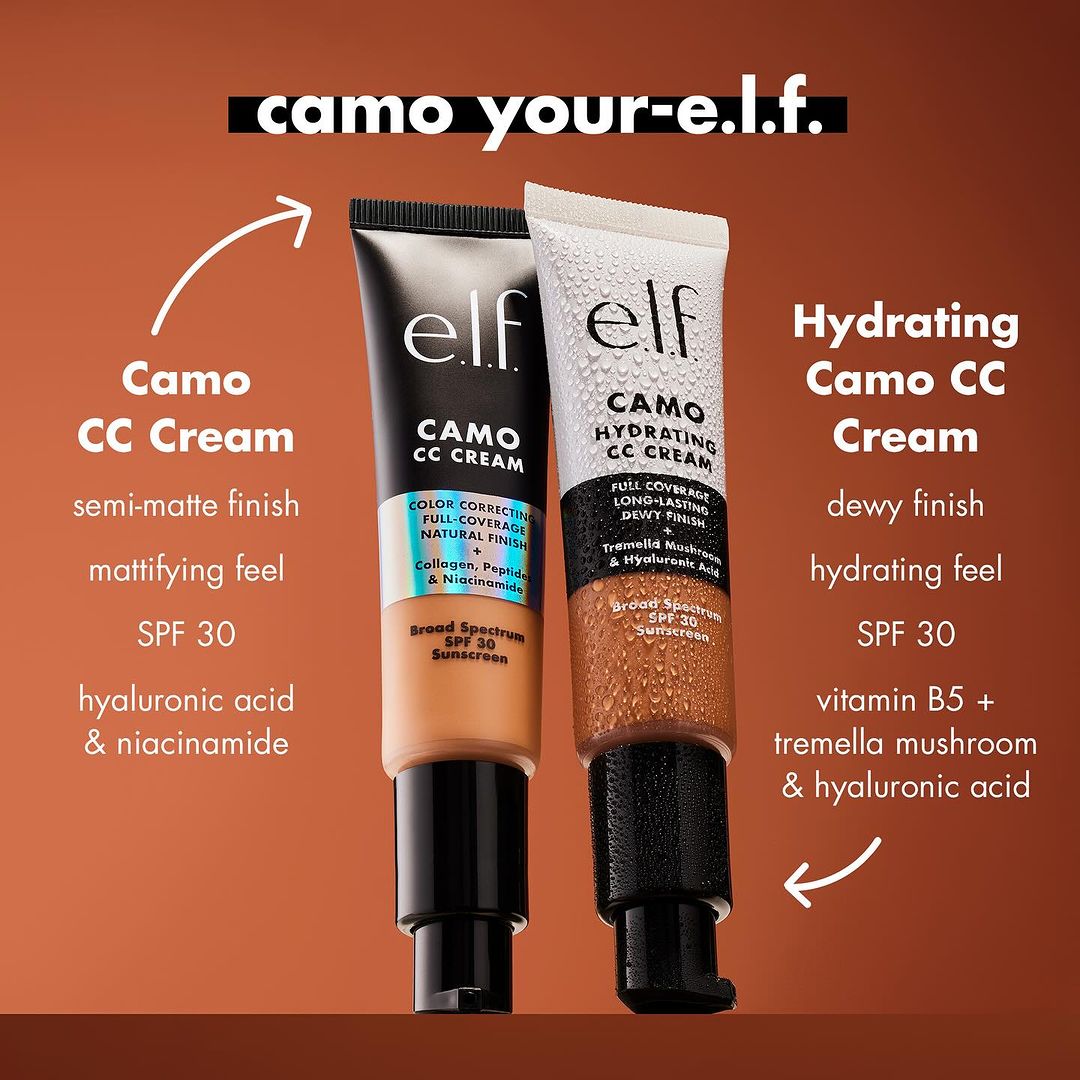 camo your-e.l.f.
Camo
CC Cream
semi-matte finish
mattifying feel
SPF 30
hyaluronic acid
& niacinamide
e.l.f.
CAMO
CC CREAM
COLOR CORRECTING
FULL-COVERAGE
NATURAL FINISH
+
Collagen, Peptides
& Niacinamide
Broad Spectrum
SPF 30
Sunscreen
e.l.f.
CAMO
HYDRATING
CC CREAM
FULL COVERAGE
LONG-LASTING
DEWY FINISH
+
Tremella Mushroom
& Hyaluronic Acid
Broad Spectrum
SPF 30
Sunscreen
Hydrating
Camo CC
Cream
dewy finish
hydrating feel
SPF 30
vitamin B5 +
tremella mushroom
& hyaluronic acid